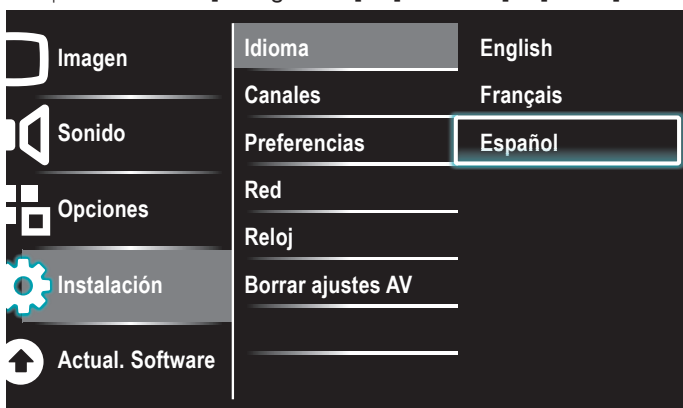 Imagen
Sonido
Opciones
Instalación
Actual. Software
Idioma
Canales
Preferencias
Red
Reloj
Borrar ajustes AV
English
Français
Español